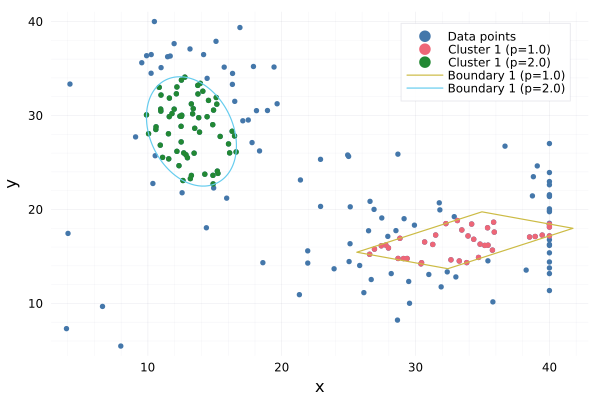 40
30
20
10
10
20
30
40
x
y
Data points
Cluster 1 (p=1.0)
Cluster 1 (p=2.0)
Boundary 1 (p=1.0)
Boundary 1 (p=2.0)